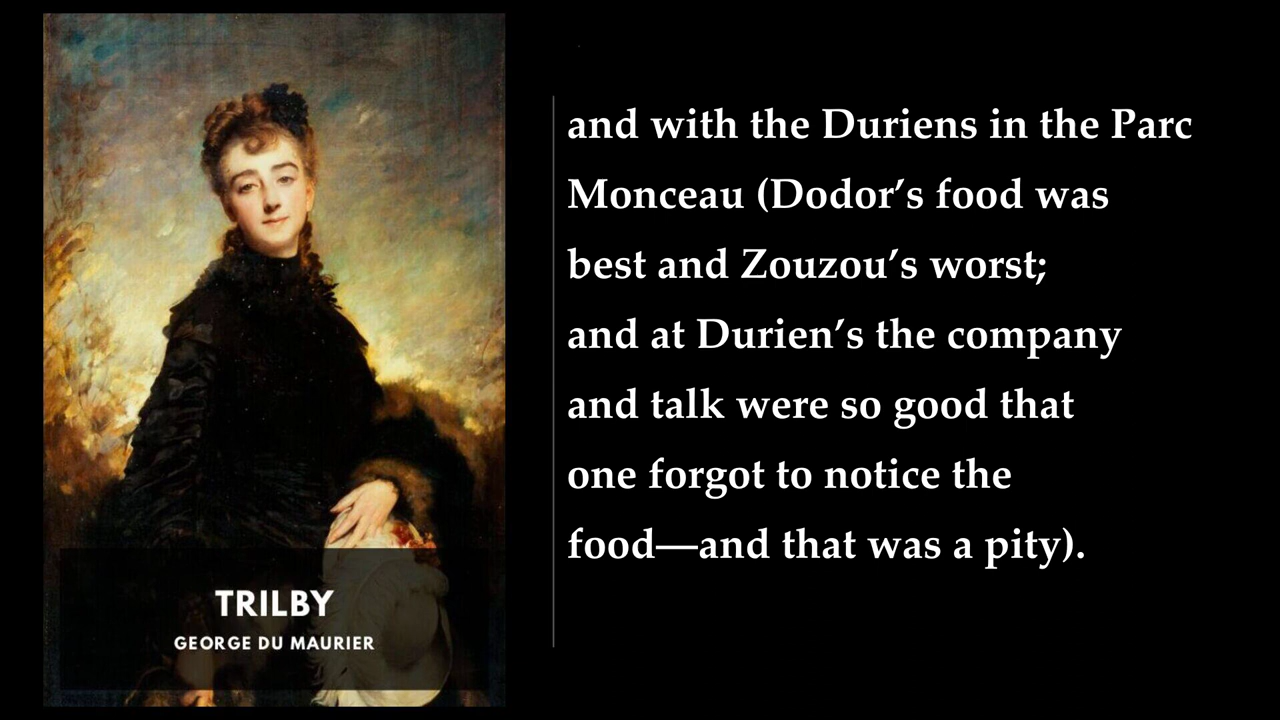 and with the Duriens in the Parc
Monceau (Dodor’s food was
best and Zouzou’s worst;
and at Durien’s the company
and talk were so good that
one forgot to notice the
food—and that was a pity).
TRILBY
GEORGE DU MAURIER